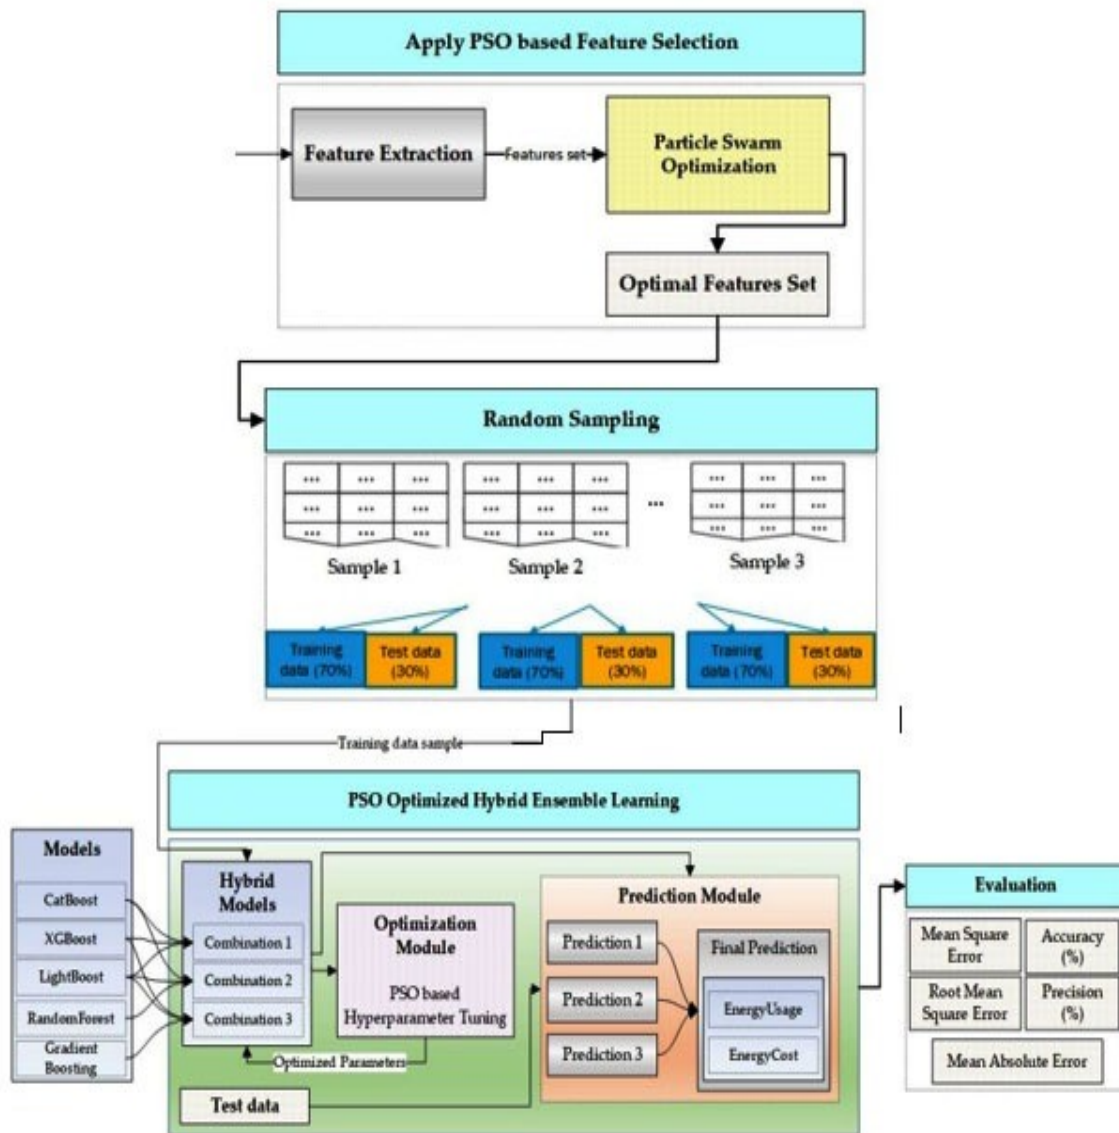 Apply PSO based Feature Selection
Feature Extraction
Features set
Particle Swarm
Optimization
Optimal Features Set
Random Sampling
... ... ...
... ... ...
... ... ...
... ... ...
... ... ...
... ... ...
...
... ... ...
... ... ...
... ... ...
Sample 1
Sample 2
Sample 3
Training
data (70%)
Test data
(30%)
Training
data (70%)
Test data
(30%)
Training
data (70%)
Test data
(30%)
Training data sample
PSO Optimized Hybrid Ensemble Learning
Models
CatBoost
XGBoost
LightBoost
RandomForest
Gradient
Boosting
Hybrid
Models
Combination 1
Combination 2
Combination 3
Optimization
Module
PSO based
Hyperparameter Tuning
Optimized Parameters
Test data
Prediction Module
Prediction 1
Prediction 2
Prediction 3
Final Prediction
EnergyUsage
EnergyCost
Evaluation
Mean Square
Error
Accuracy
(%)
Root Mean
Square Error
Precision
(%)
Mean Absolute Error